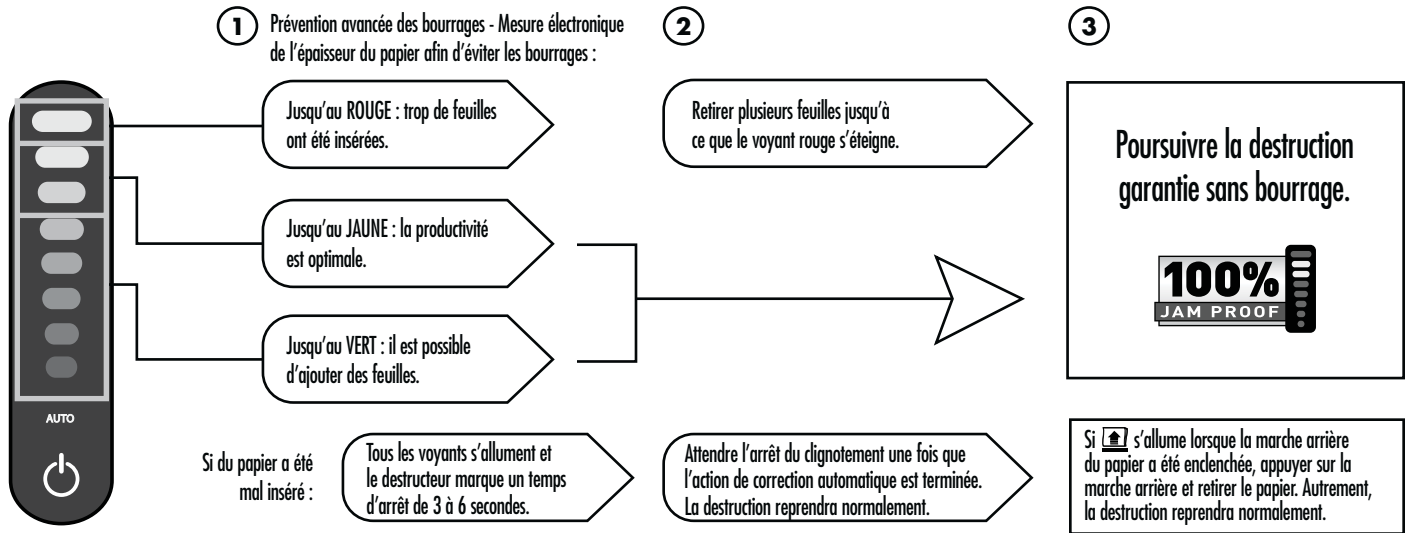 1
Prévention avancée des bourrages - Mesure électronique
de l'épaisseur du papier afin d'éviter les bourrages :
2
3
Jusqu'au ROUGE : trop de feuilles
ont été insérées.
Retirer plusieurs feuilles jusqu'à
ce que le voyant rouge s'éteigne.
Poursuivre la destruction
garantie sans bourrage.
100%
JAM PROOF
Jusqu'au JAUNE : la productivité
est optimale.
Jusqu'au VERT : il est possible
d'ajouter des feuilles.
AUTO
Si du papier a été
mal inséré :
Tous les voyants s'allument et
le destructeur marque un temps
d'arrêt de 3 à 6 secondes.
Attendre l'arrêt du clignotement une fois que
l'action de correction automatique est terminée.
La destruction reprendra normalement.
Si s'allume lorsque la marche arrière
du papier a été enclenchée, appuyer sur la
marche arrière et retirer le papier. Autrement,
la destruction reprendra normalement.